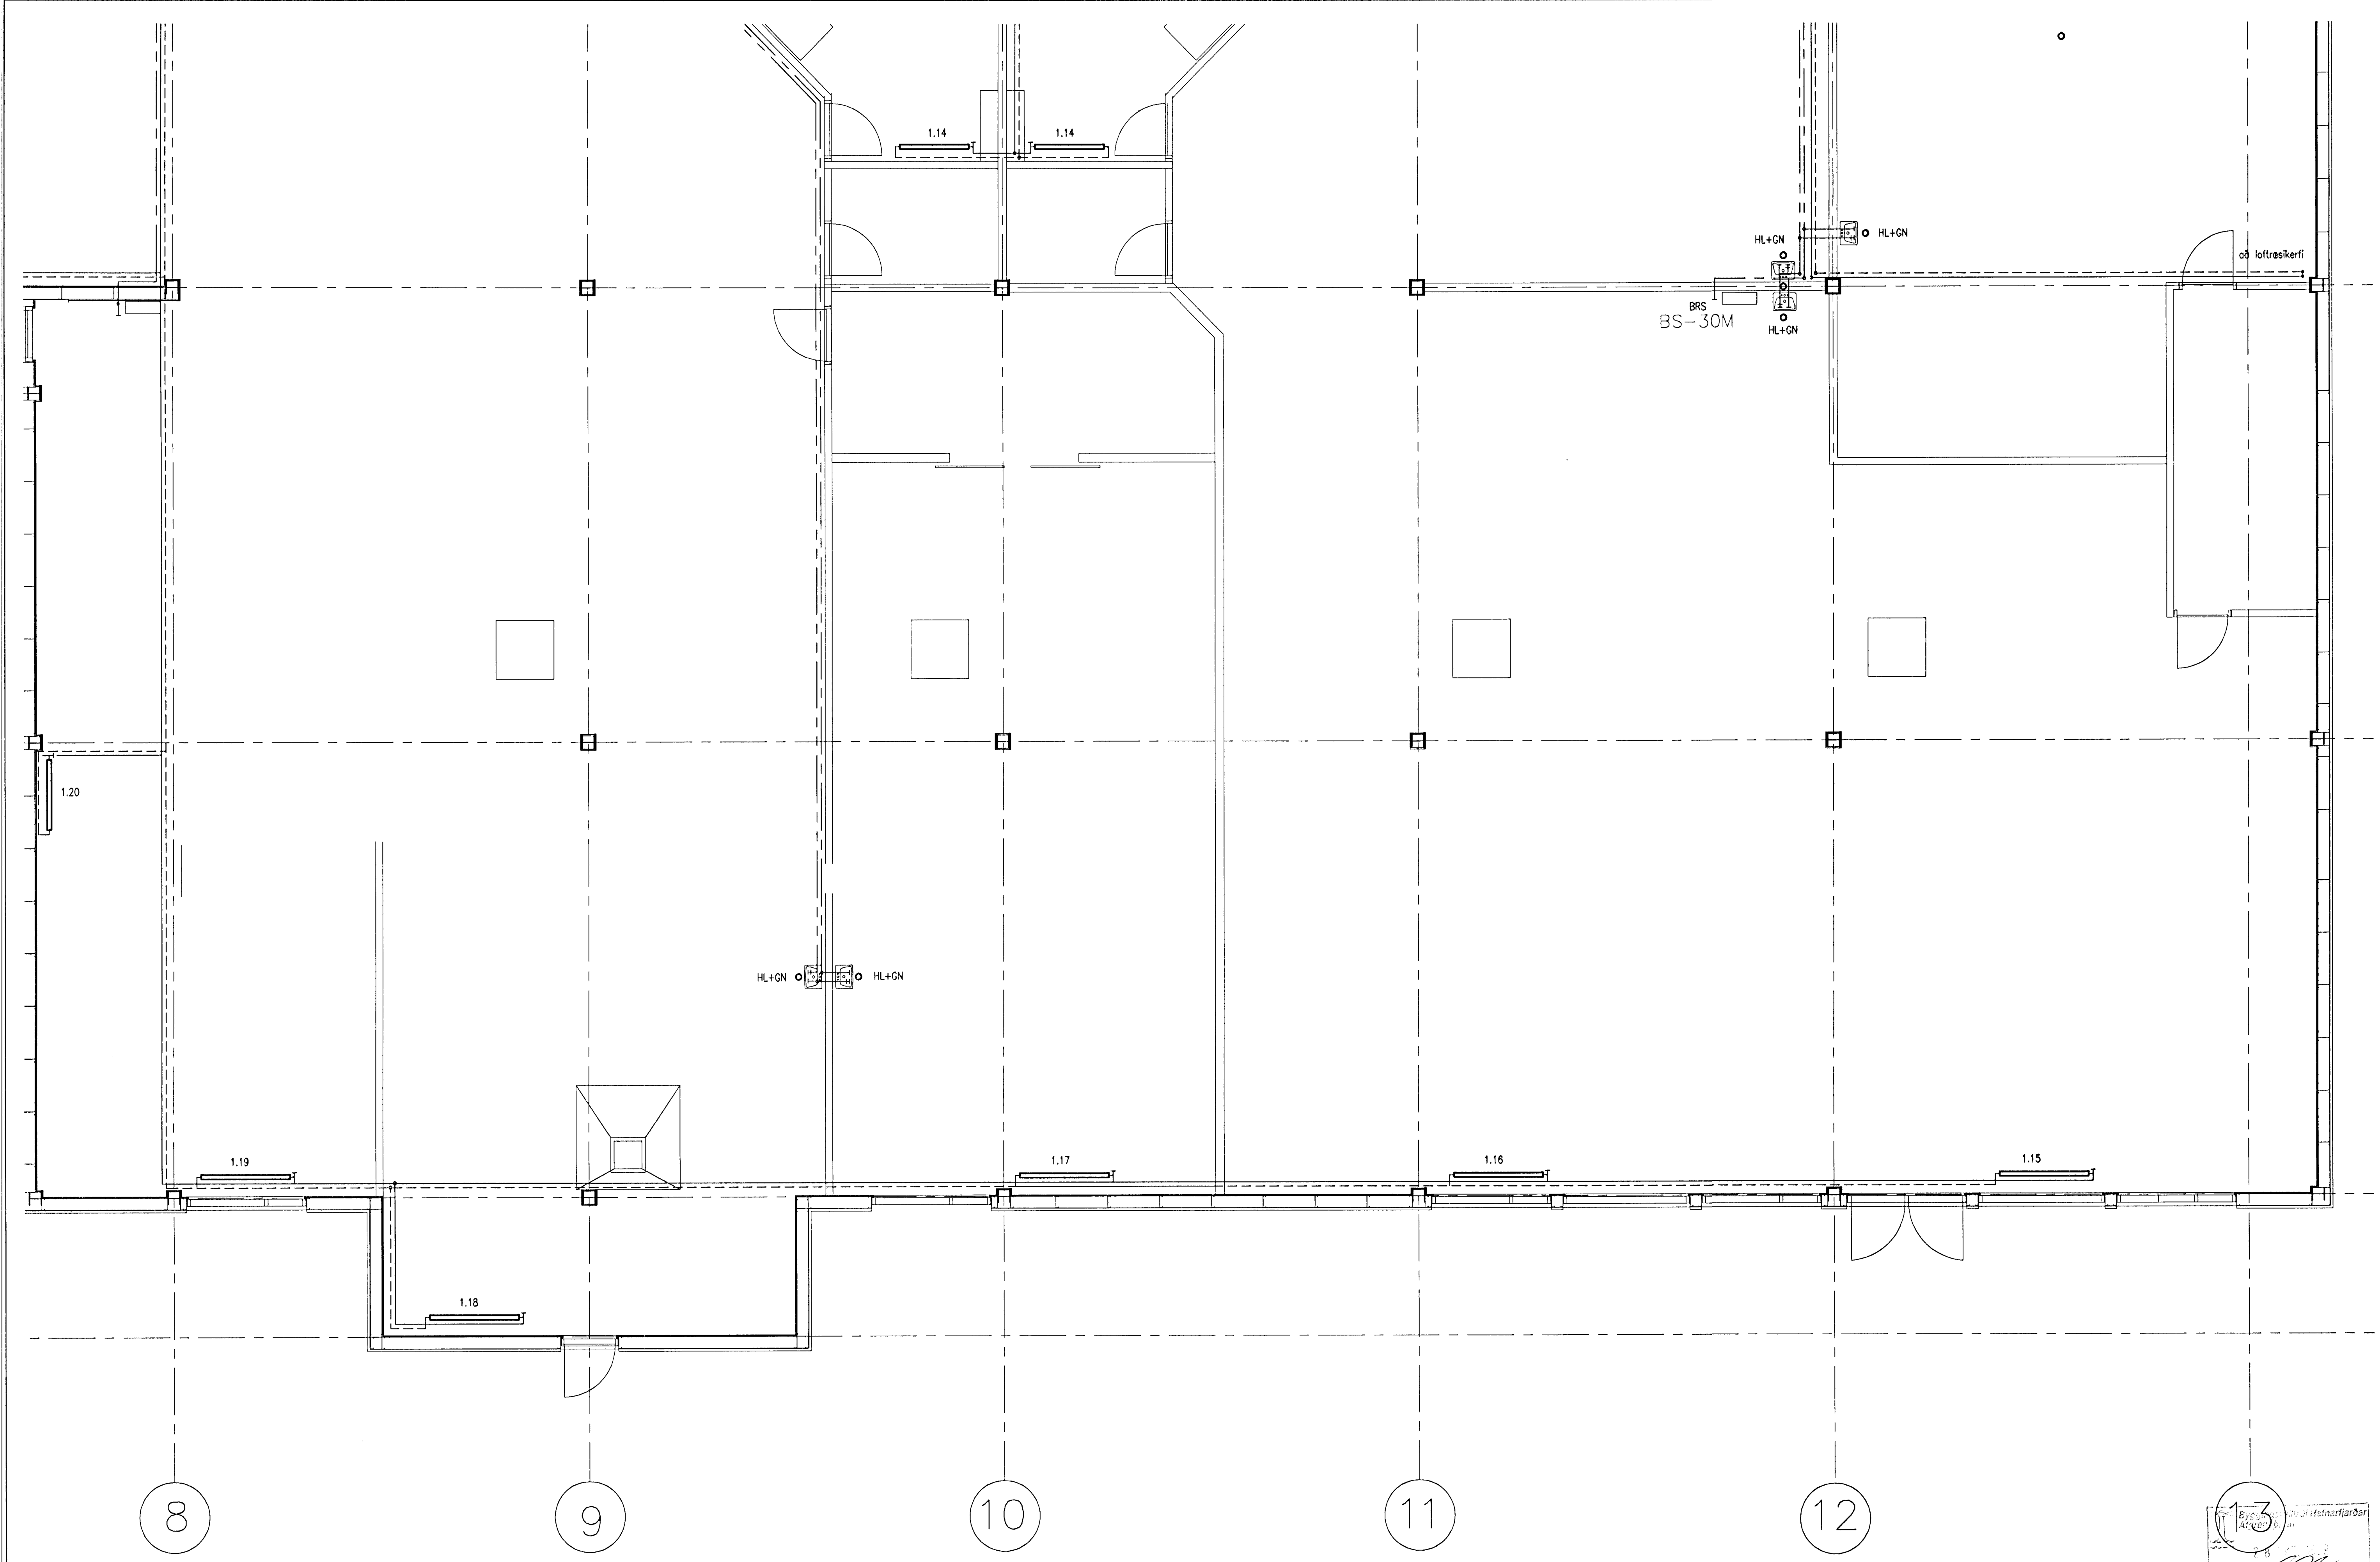 1.14
1.14
HL+GN
HL+GN
að loftræsikerfi
BRS
BS-30M
HL+GN
1.20
HL+GN
HL+GN
1.19
1.17
1.16
1.15
1.18
8
9
10
11
12
13
Hafnarfjarðar